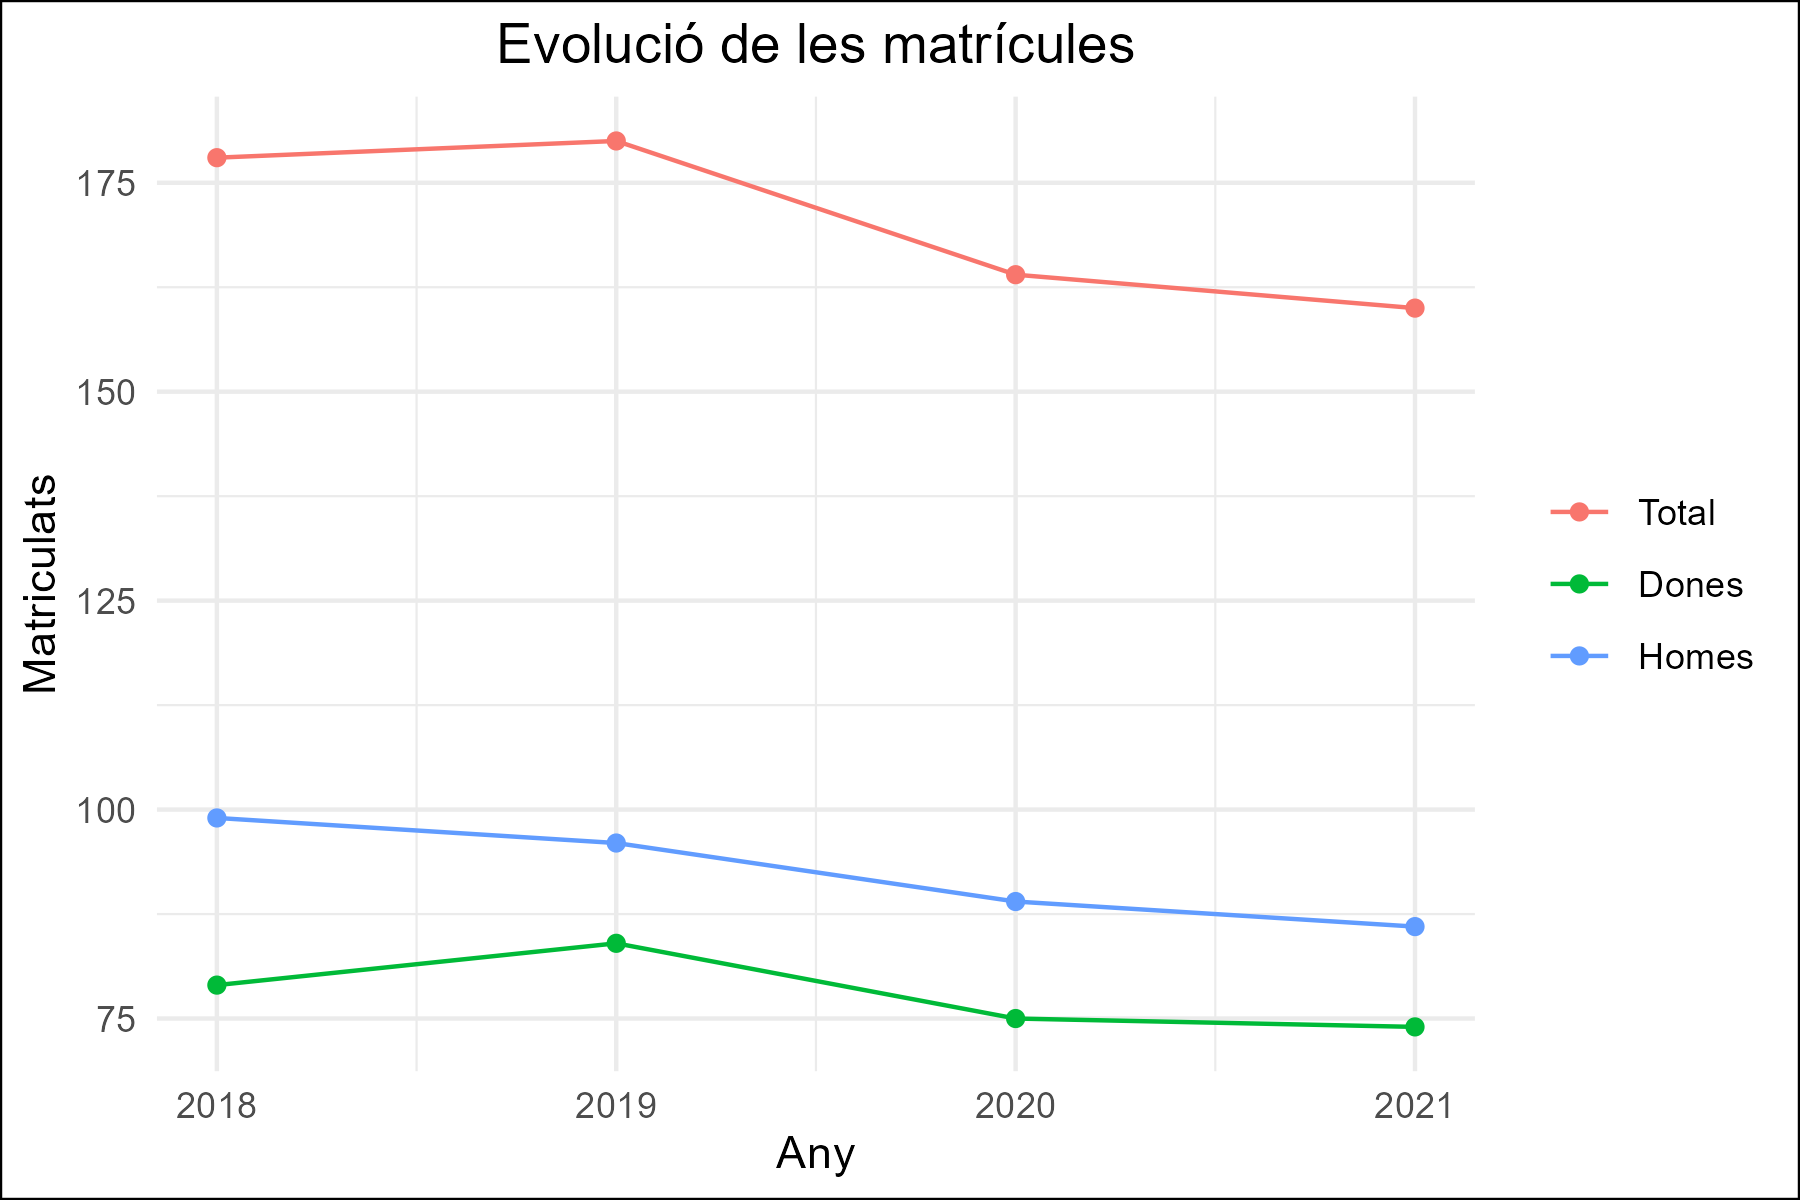 Evolució de les matrícules
Matriculats
175
150
125
100
75
2018
2019
2020
2021
Any
Total
Dones
Homes